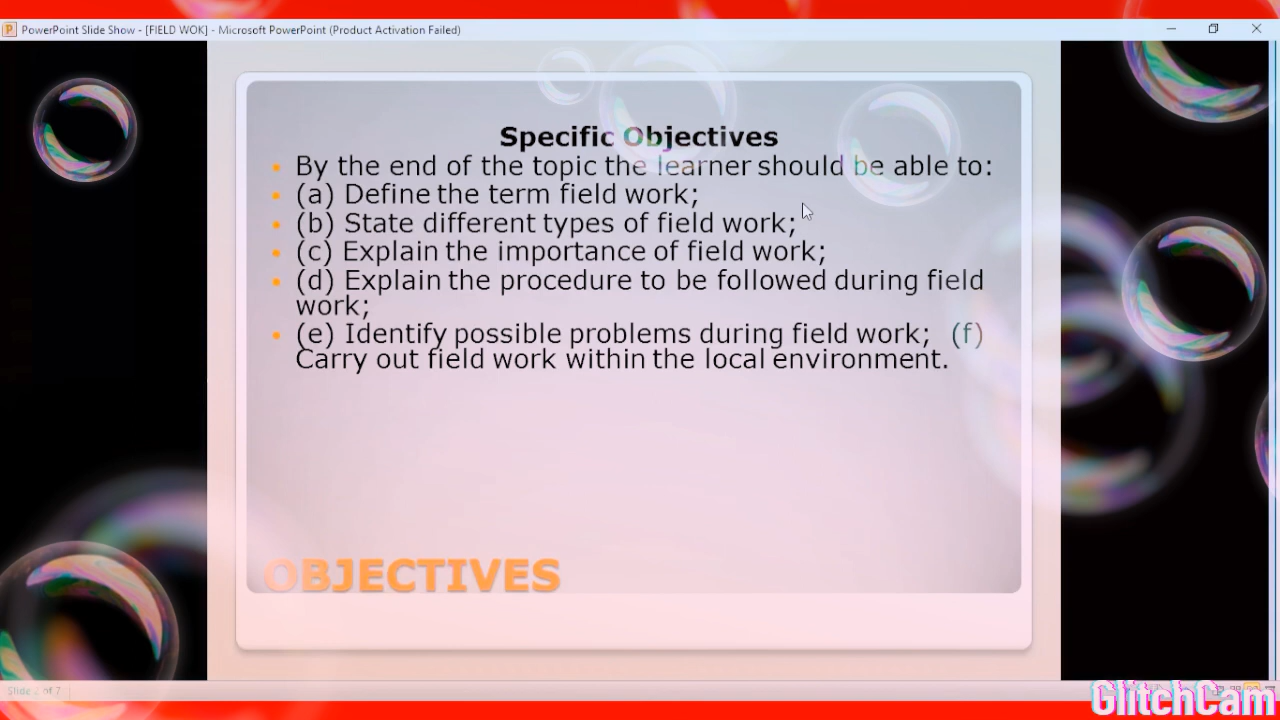 PowerPoint Slide Show - [FIELD WOK] - Microsoft PowerPoint (Product Activation Failed)
Specific Objectives
• By the end of the topic the learner should be able to:
• (a) Define the term field work;
• (b) State different types of field work;
• (c) Explain the importance of field work;
• (d) Explain the procedure to be followed during field
work;
• (e) Identify possible problems during field work; (f)
Carry out field work within the local environment.
OBJECTIVES
Slide of 7
GlitchCam